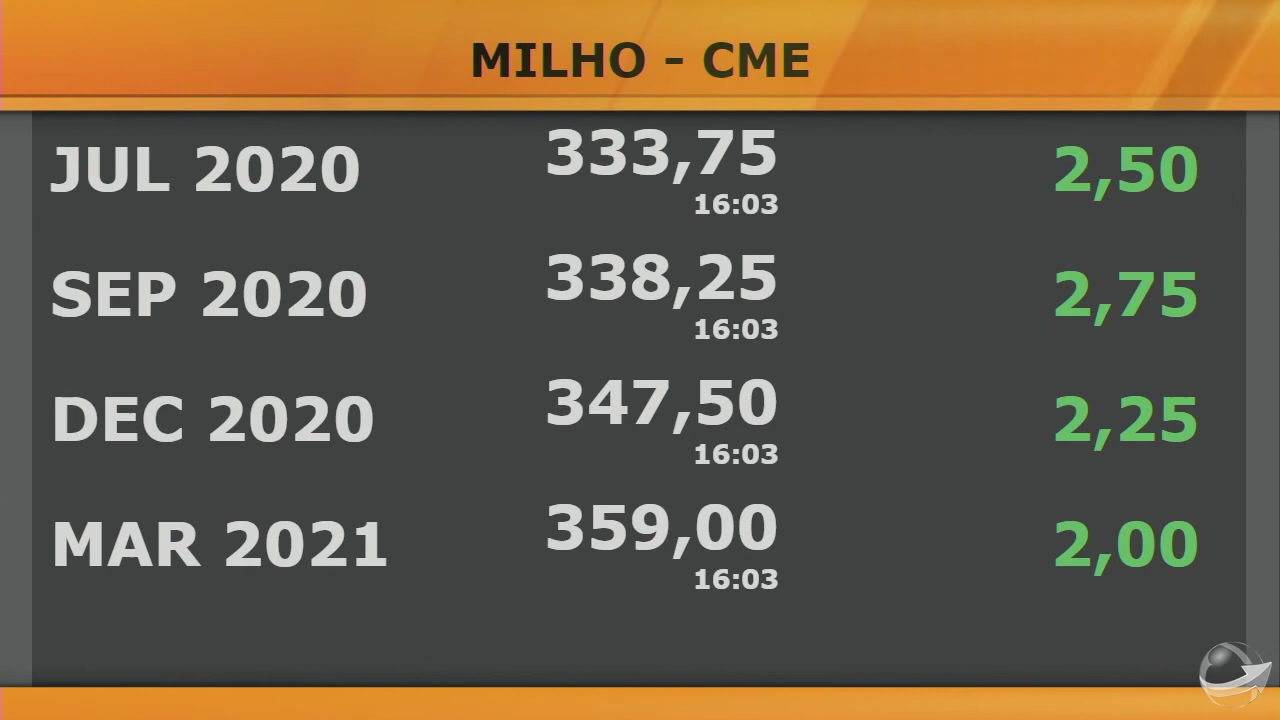 MILHO - CME
JUL 2020 333,75 2,50
16:03
SEP 2020 338,25 2,75
16:03
DEC 2020 347,50 2,25
16:03
MAR 2021 359,00 2,00
16:03